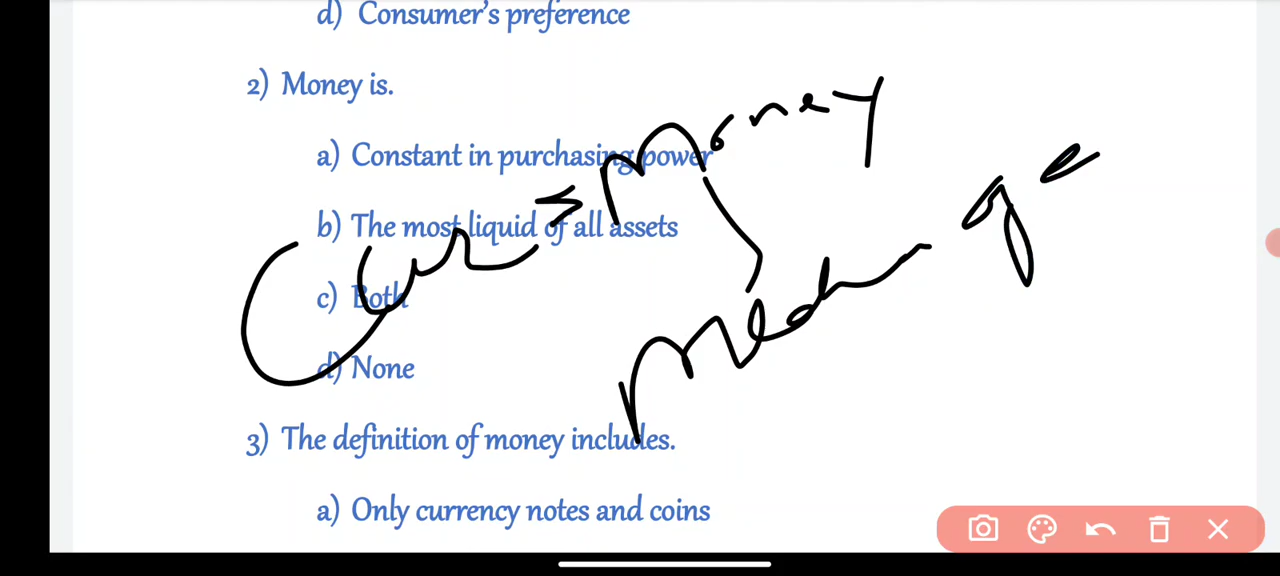 d) Consumer's preference
2) Money is.
a) Constant in purchasing power
b) The most liquid of all assets
c) Both
d) None
3) The definition of money includes.
a) Only currency notes and coins
Cur = Money